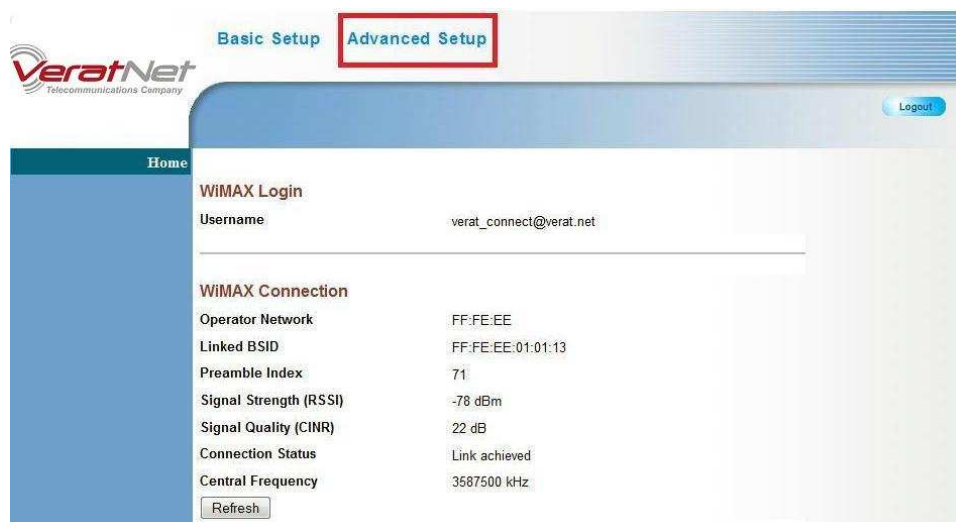 Basic Setup Advanced Setup
VeratNet
Telecommunications Company
Logout
Home
WiMAX Login
Username verat_connect@verat.net
WiMAX Connection
Operator Network FF:FE:EE
Linked BSID FF:FE:EE:01:01:13
Preamble Index 71
Signal Strength (RSSI) -78 dBm
Signal Quality (CINR) 22 dB
Connection Status Link achieved
Central Frequency 3587500 kHz
Refresh